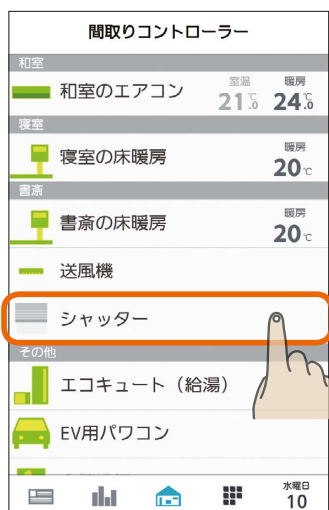 間取りコントローラー
和室
和室のエアコン 室温 21.0℃ 暖房 24.0℃
寝室
寝室の床暖房 暖房 20℃
書斎
書斎の床暖房 暖房 20℃
送風機
シャッター
その他
エコキュート（給湯）
EV用パワコン
水曜日
10